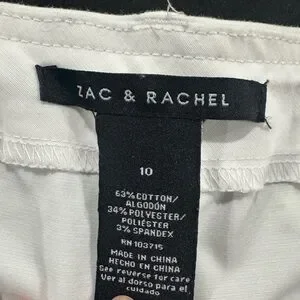 ZAC & RACHEL
10
63% COTTON/
ALGODÓN
34% POLYESTER/
POLIÉSTER
3% SPANDEX
RN 103715
MADE IN CHINA
HECHO EN CHINA
See reverse for care
Ver al dorso para el
cuidado